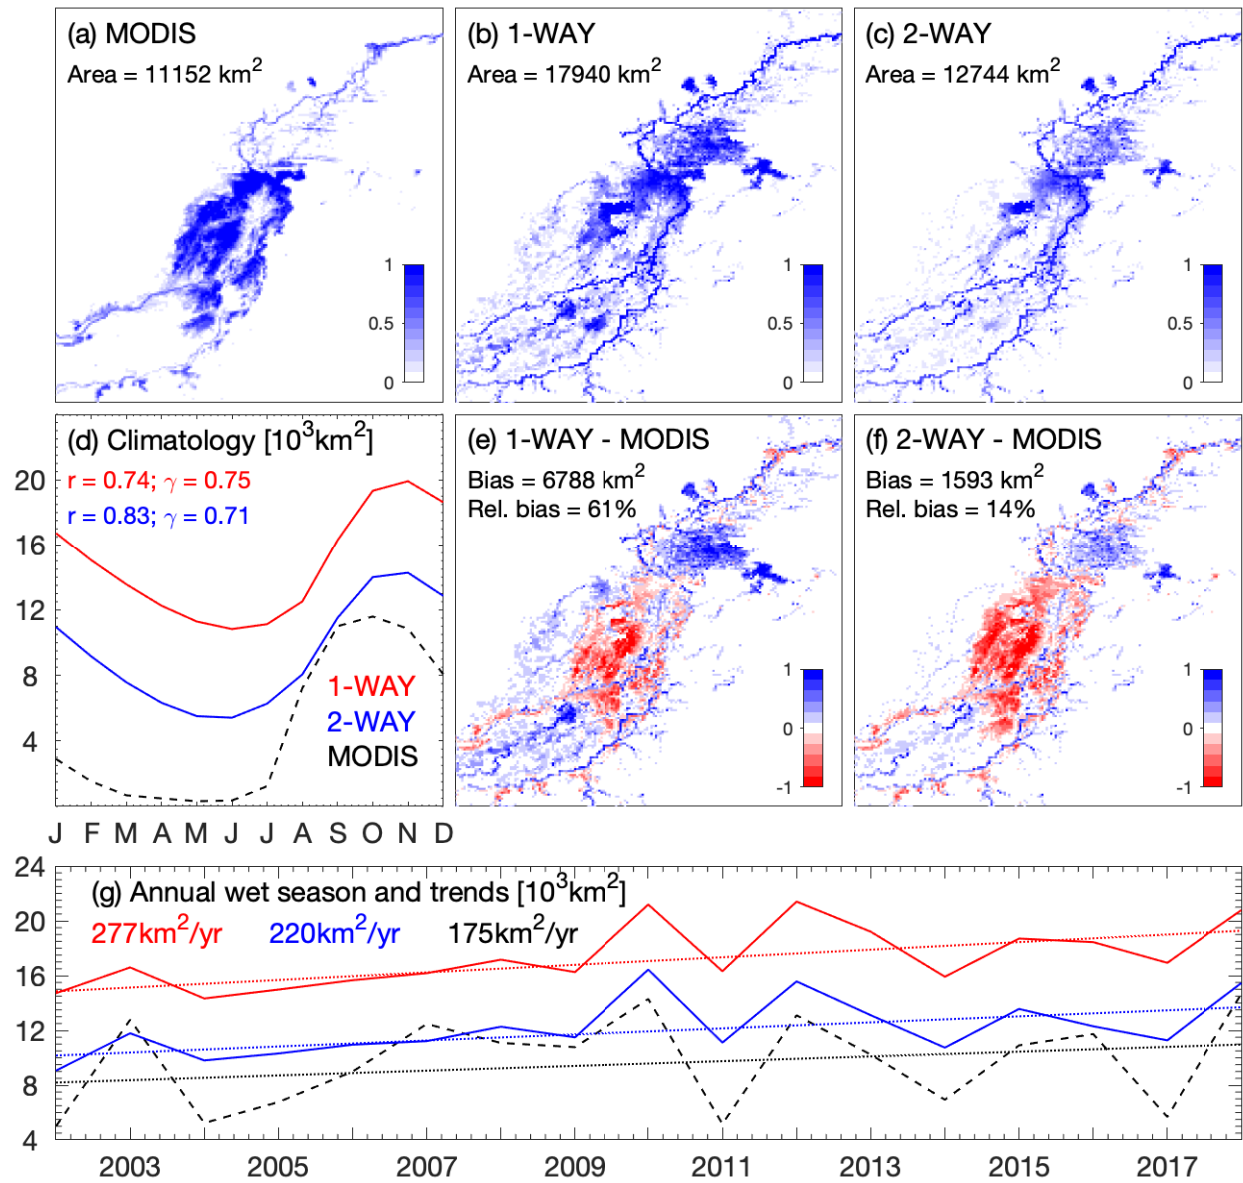 (a) MODIS
Area = 11152 km²
1
0.5
0
(b) 1-WAY
Area = 17940 km²
1
0.5
0
(c) 2-WAY
Area = 12744 km²
1
0.5
0
(d) Climatology [10³km²]
r = 0.74; γ = 0.75
r = 0.83; γ = 0.71
20
16
12
8
4
1-WAY
2-WAY
MODIS
J F M A M J J A S O N D
(e) 1-WAY - MODIS
Bias = 6788 km²
Rel. bias = 61%
1
0
-1
(f) 2-WAY - MODIS
Bias = 1593 km²
Rel. bias = 14%
1
0
-1
(g) Annual wet season and trends [10³km²]
277km²/yr 220km²/yr 175km²/yr
24
20
16
12
8
4
2003 2005 2007 2009 2011 2013 2015 2017